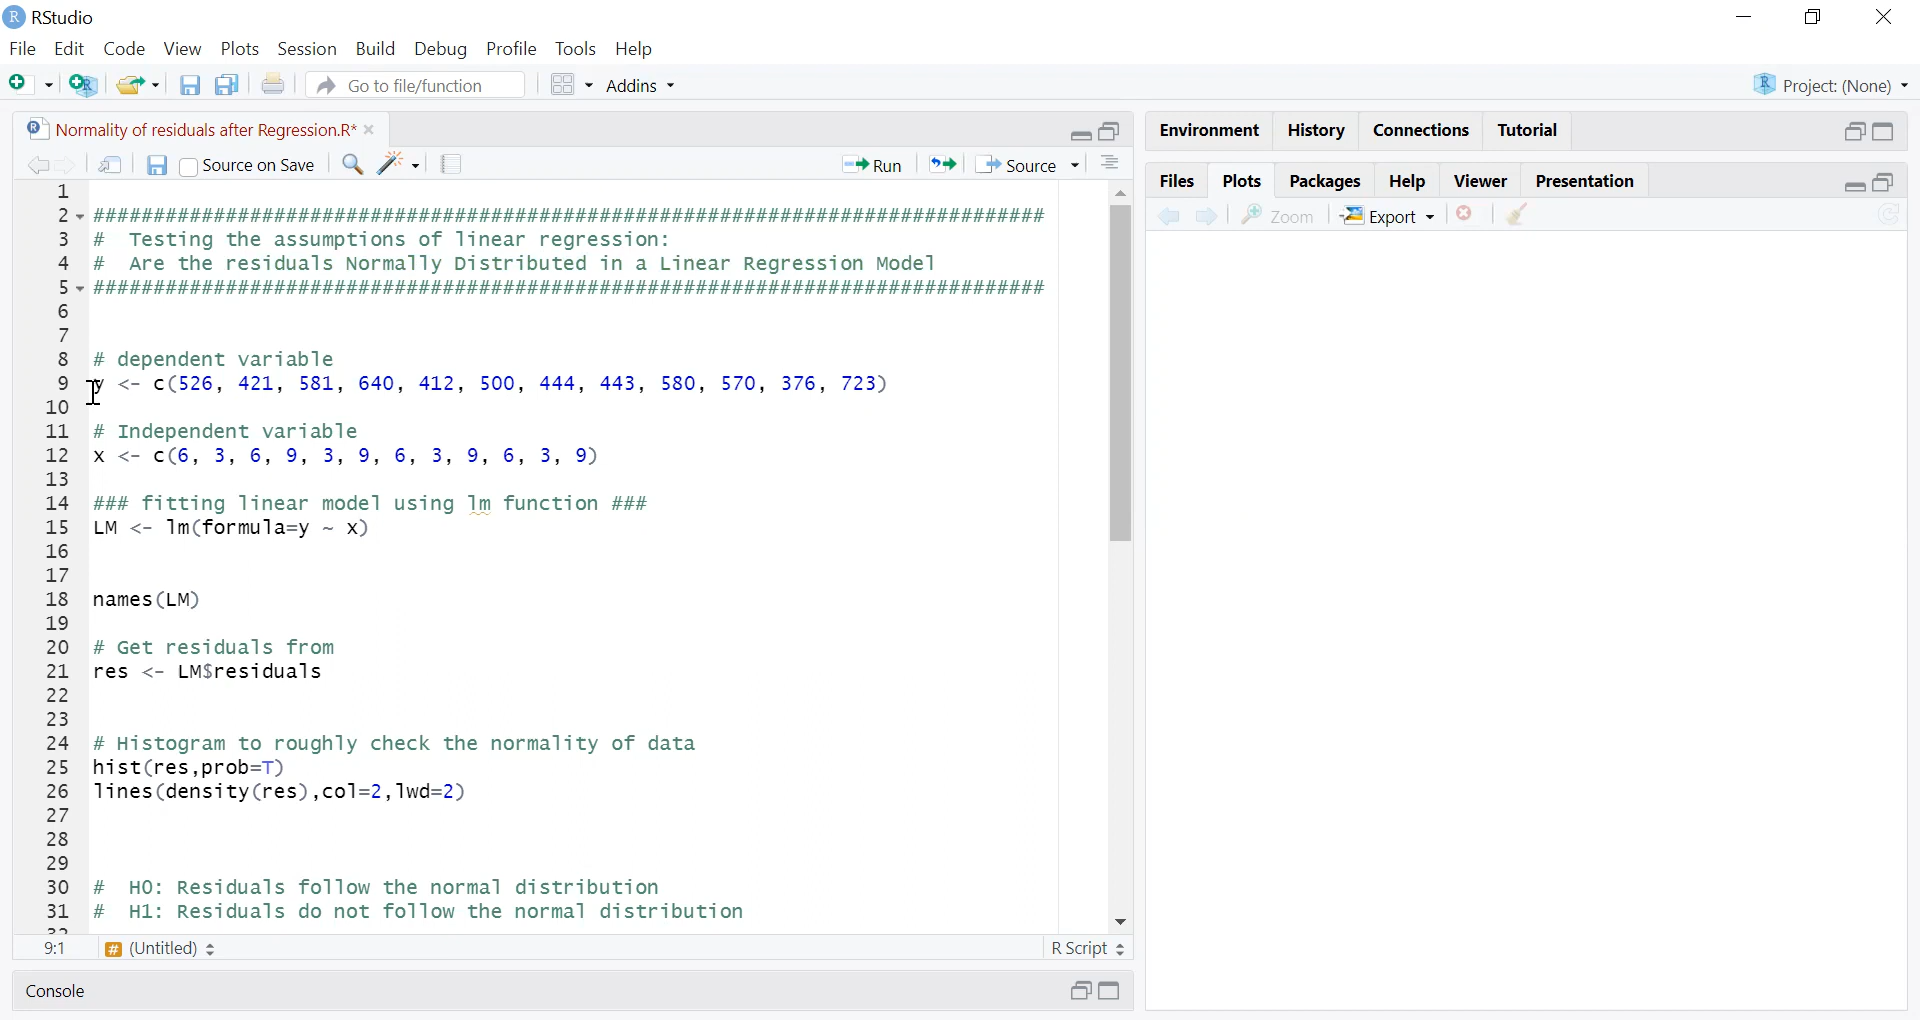 RStudio
File Edit Code View Plots Session Build Debug Profile Tools Help
Go to file/function Addins Project: (None)
Normality of residuals after Regression.R*
Source on Save Run Source
1
2 ###############################################################################
3 # Testing the assumptions of linear regression:
4 # Are the residuals Normally Distributed in a Linear Regression Model
5 ###############################################################################
6
7
8 # dependent variable
9 y <- c(526, 421, 581, 640, 412, 500, 444, 443, 580, 570, 376, 723)
10
11 # Independent variable
12 x <- c(6, 3, 6, 9, 3, 9, 6, 3, 9, 6, 3, 9)
13
14 ### fitting linear model using lm function ###
15 LM <- lm(formula=y ~ x)
16
17
18 names(LM)
19
20 # Get residuals from
21 res <- LM$residuals
22
23
24 # Histogram to roughly check the normality of data
25 hist(res,prob=T)
26 lines(density(res),col=2,lwd=2)
27
28
29
30 # H0: Residuals follow the normal distribution
31 # H1: Residuals do not follow the normal distribution
9:1 # (Untitled) R Script
Console
Environment History Connections Tutorial
Files Plots Packages Help Viewer Presentation
Zoom Export